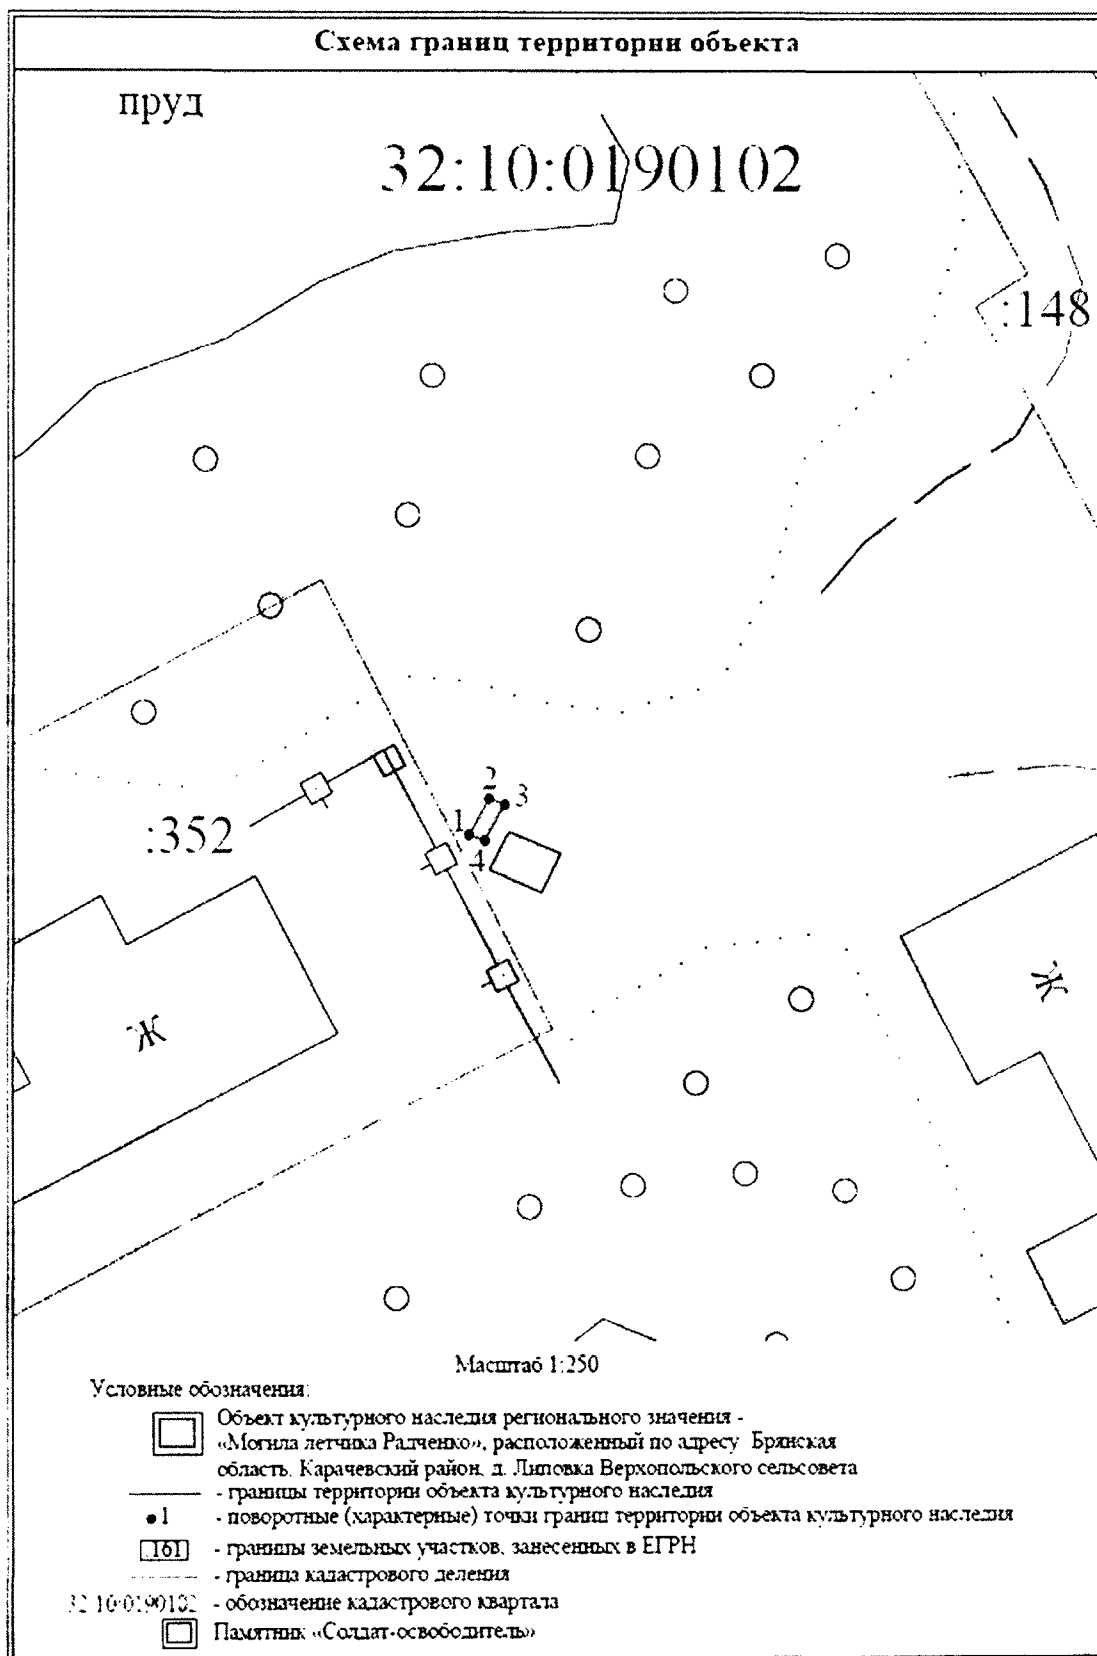 Схема границ территории объекта
пруд
32:10:0190102
:148
2
3
1
4
:352
Ж
Ж
Масштаб 1:250
Условные обозначения:
Объект культурного наследия регионального значения -
«Могила летчика Радченко», расположенный по адресу Брянская
область, Карачевский район, д. Липовка Верхопольского сельсовета
- границы территории объекта культурного наследия
1 - поворотные (характерные) точки границ территории объекта культурного наследия
:161 - границы земельных участков, занесенных в ЕГРН
- граница кадастрового деления
32:10:0190102 - обозначение кадастрового квартала
Памятник «Солдат-освободитель»